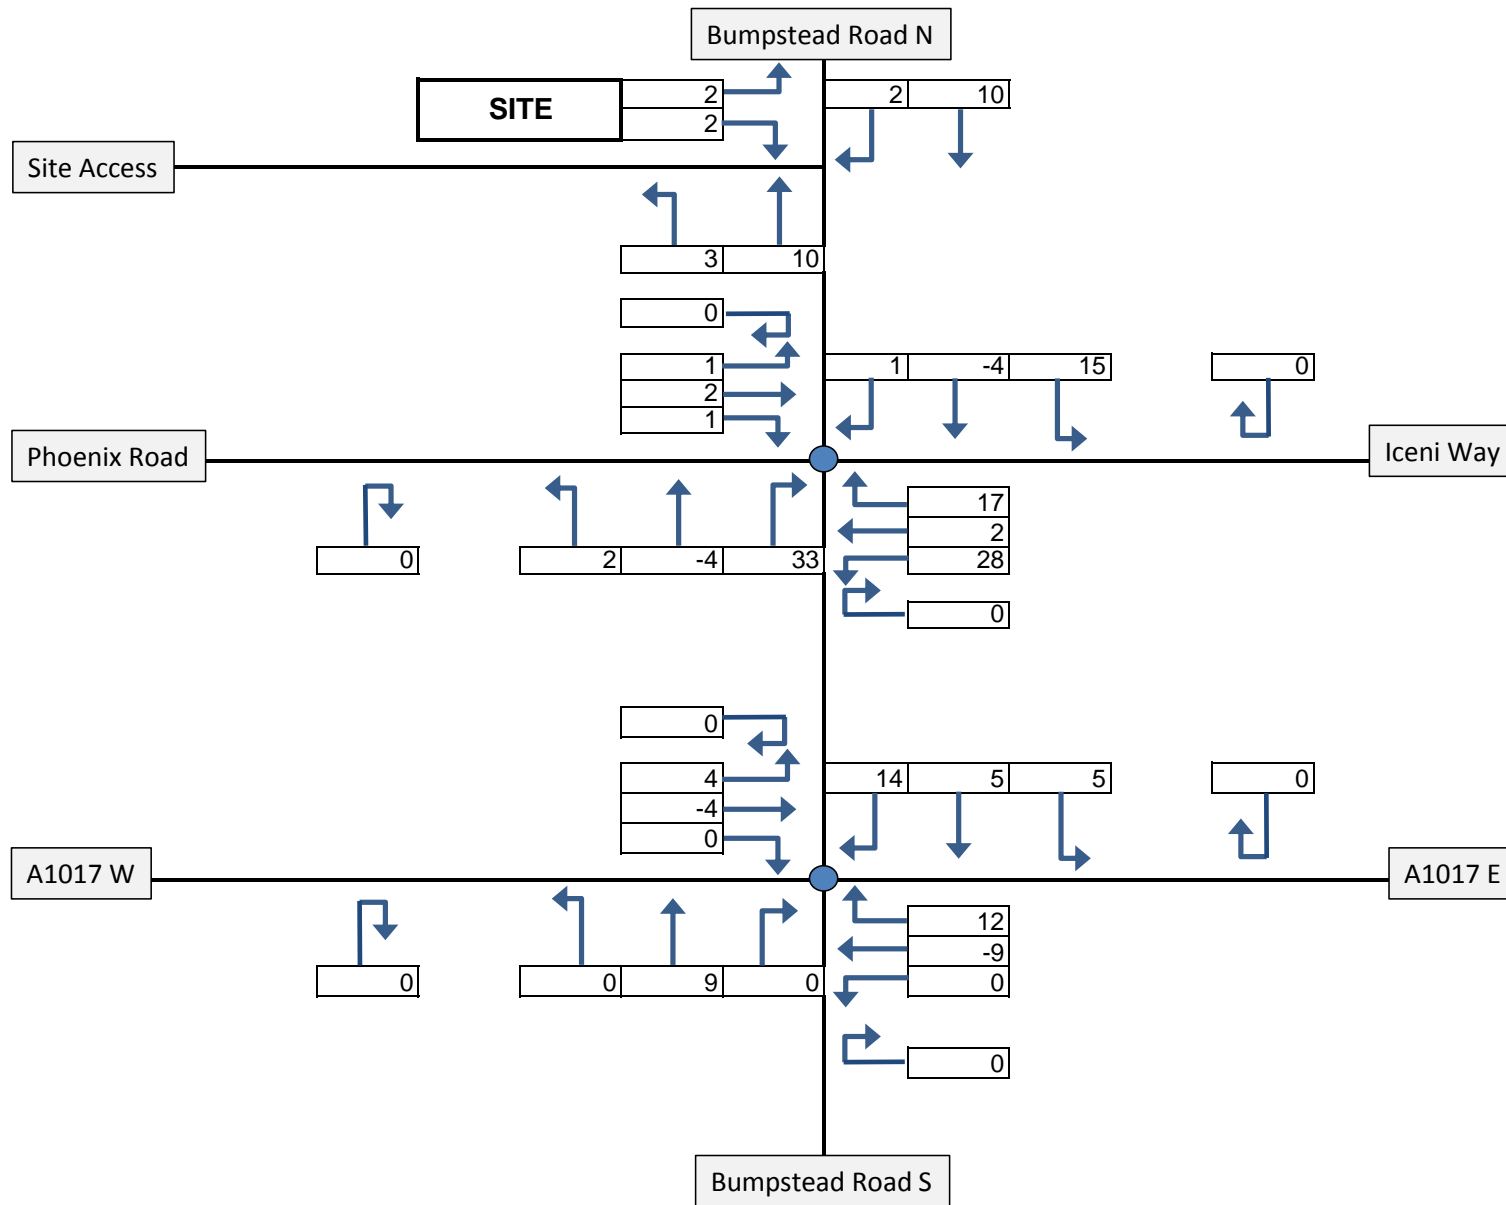 Bumpstead Road N
SITE 2 2 10
2
Site Access
3 10
0
1 1 -4 15 0
2
1
Phoenix Road Iceni Way
17
2
0 2 -4 33 28
0
0
4 14 5 5 0
-4
0
A1017 W A1017 E
12
-9
0 0 9 0 0
0
Bumpstead Road S